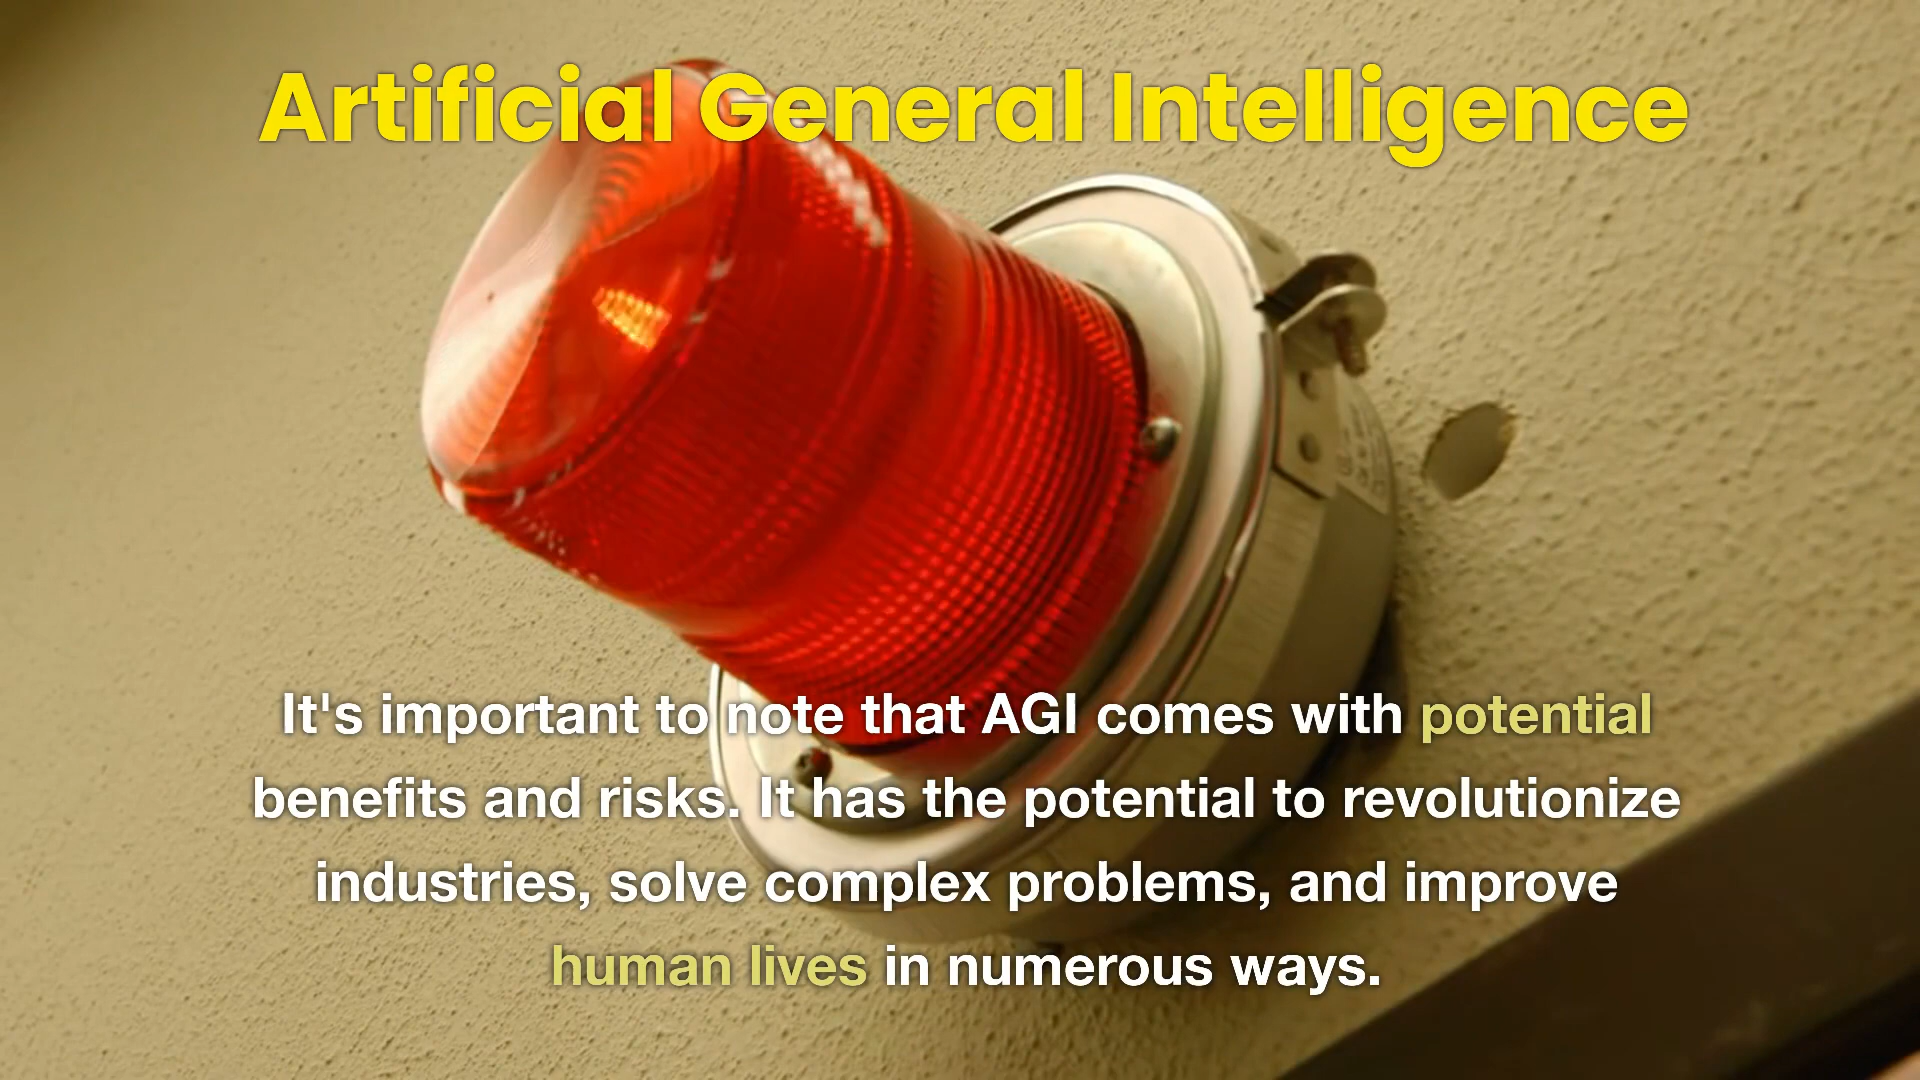 Artificial General Intelligence
It's important to note that AGI comes with potential
benefits and risks. It has the potential to revolutionize
industries, solve complex problems, and improve
human lives in numerous ways.